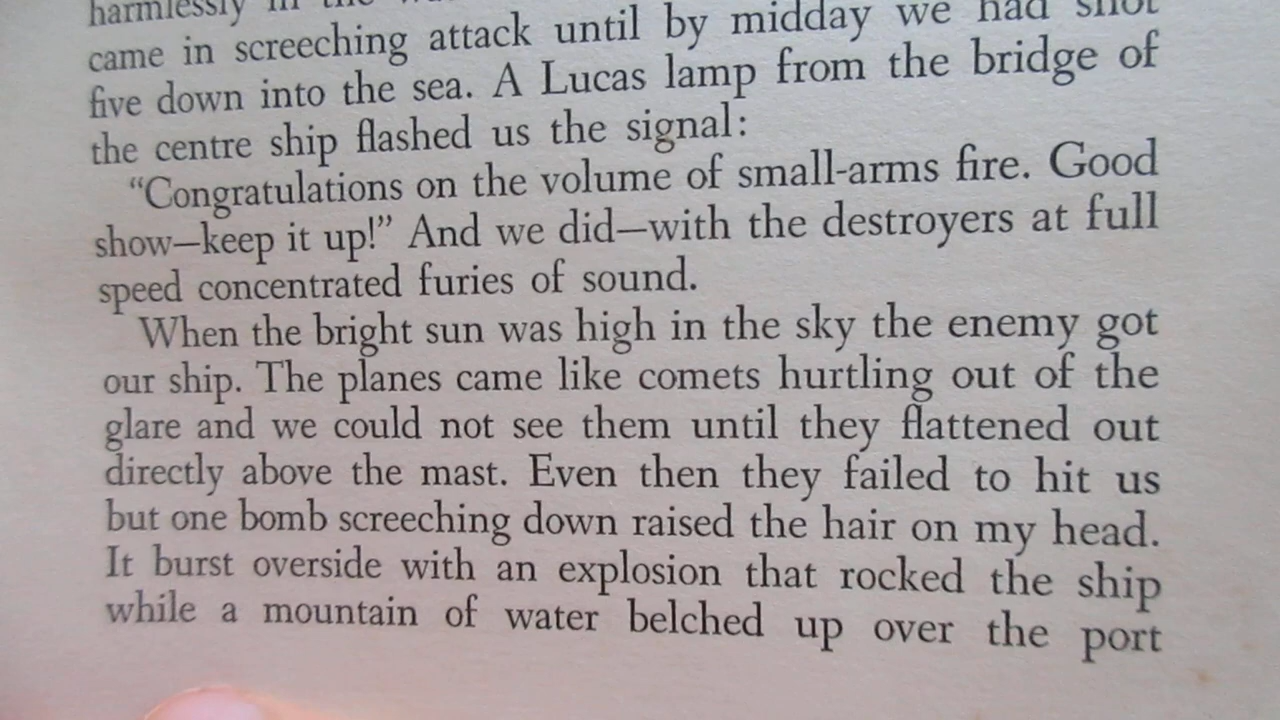 harmlessly in the
came in screeching attack until by midday we had shot
five down into the sea. A Lucas lamp from the bridge of
the centre ship flashed us the signal:
“Congratulations on the volume of small-arms fire. Good
show—keep it up!” And we did—with the destroyers at full
speed concentrated furies of sound.
When the bright sun was high in the sky the enemy got
our ship. The planes came like comets hurtling out of the
glare and we could not see them until they flattened out
directly above the mast. Even then they failed to hit us
but one bomb screeching down raised the hair on my head.
It burst overside with an explosion that rocked the ship
while a mountain of water belched up over the port